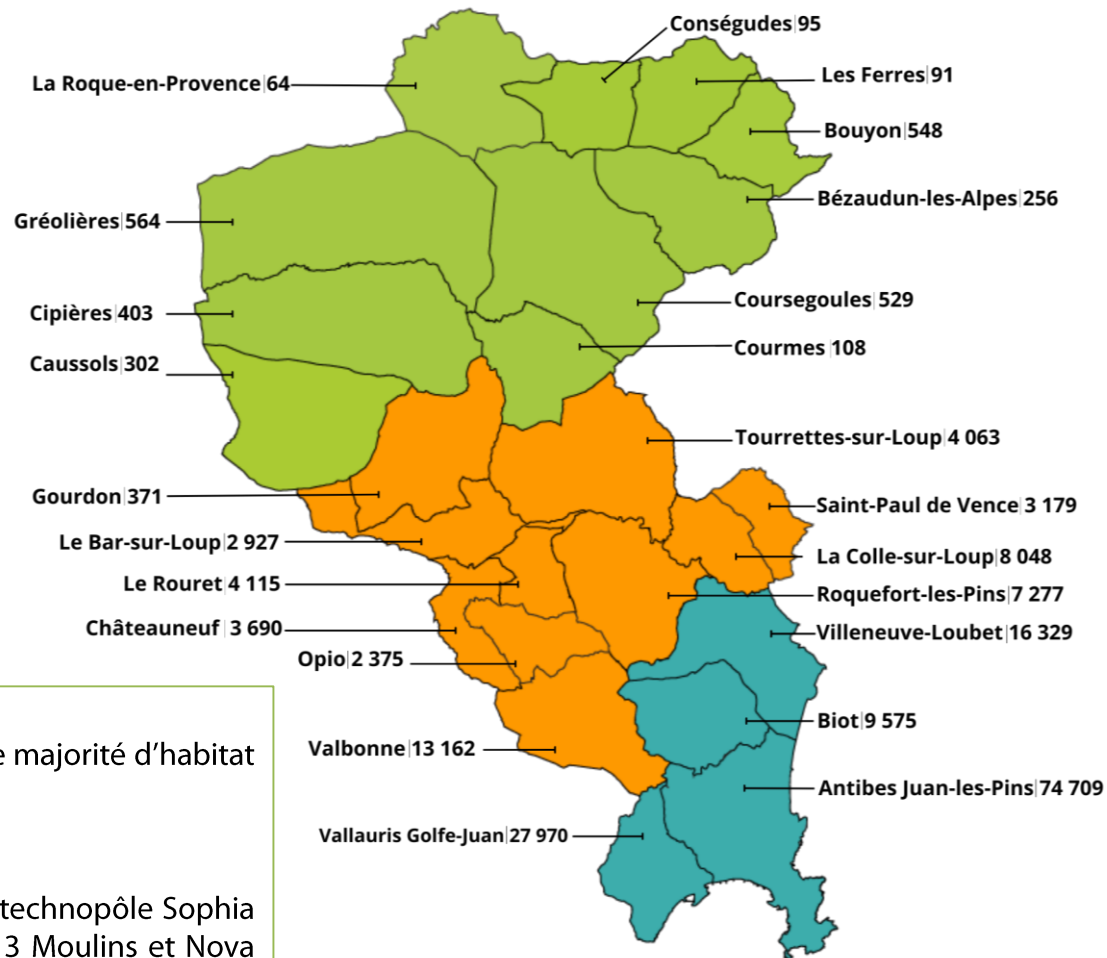 Conségudes|95
La Roque-en-Provence|64
Les Ferres|91
Bouyon|548
Bézaudun-les-Alpes|256
Gréolières|564
Coursegoules|529
Cipières|403
Courmes|108
Caussols|302
Tourrettes-sur-Loup|4 063
Gourdon|371
Saint-Paul de Vence|3 179
Le Bar-sur-Loup|2 927
La Colle-sur-Loup|8 048
Le Rouret|4 115
Roquefort-les-Pins|7 277
Châteauneuf|3 690
Villeneuve-Loubet|16 329
Opio|2 375
Biot|9 575
Valbonne|13 162
Antibes Juan-les-Pins|74 709
Vallauris Golfe-Juan|27 970
e majorité d’habitat
technopôle Sophia
3 Moulins et Nova